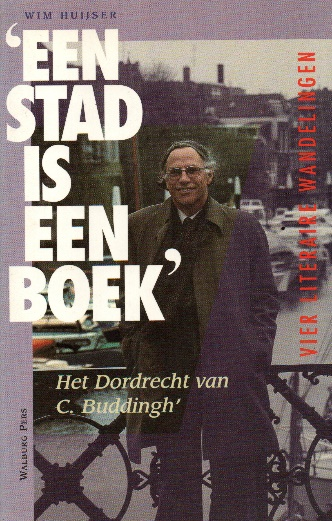 WIM HUIJSER
‘EEN
STAD
IS
EEN
BOEK’
VIER LITERAIRE WANDELINGEN
Het Dordrecht van
C. Buddingh’
WALBURG PERS